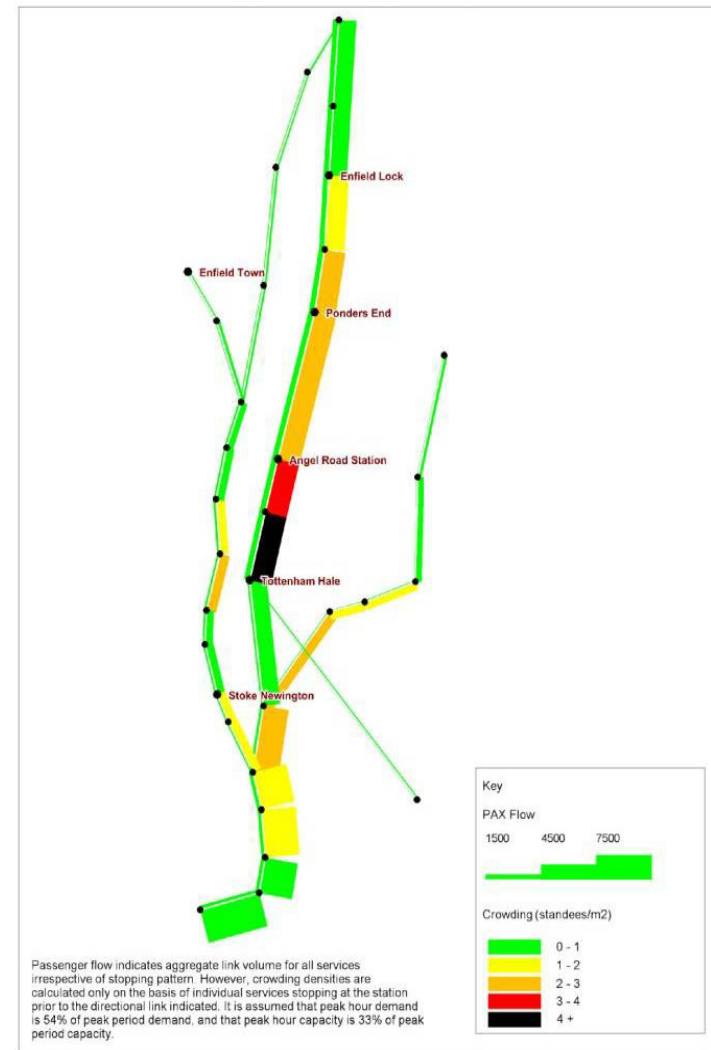 Enfield Lock
Enfield Town
Ponders End
Angel Road Station
Tottenham Hale
Stoke Newington
Key
PAX Flow
1500 4500 7500
Crowding (standees/m2)
0 - 1
1 - 2
2 - 3
3 - 4
4 +
Passenger flow indicates aggregate link volume for all services
irrespective of stopping pattern. However, crowding densities are
calculated only on the basis of individual services stopping at the station
prior to the directional link indicated. It is assumed that peak hour demand
is 54% of peak period demand, and that peak hour capacity is 33% of peak
period capacity.